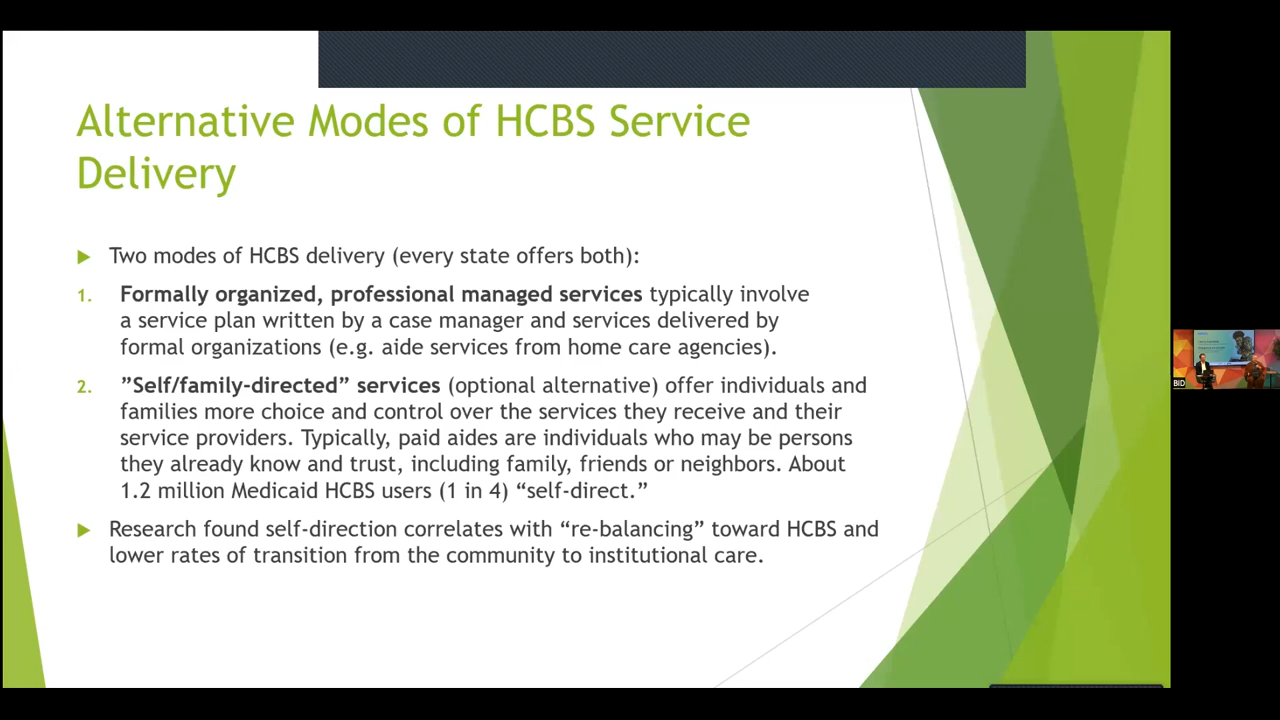 Alternative Modes of HCBS Service
Delivery
Two modes of HCBS delivery (every state offers both):
1. Formally organized, professional managed services typically involve
a service plan written by a case manager and services delivered by
formal organizations (e.g. aide services from home care agencies).
2. ”Self/family-directed” services (optional alternative) offer individuals and
families more choice and control over the services they receive and their
service providers. Typically, paid aides are individuals who may be persons
they already know and trust, including family, friends or neighbors. About
1.2 million Medicaid HCBS users (1 in 4) “self-direct.”
Research found self-direction correlates with “re-balancing” toward HCBS and
lower rates of transition from the community to institutional care.
BID